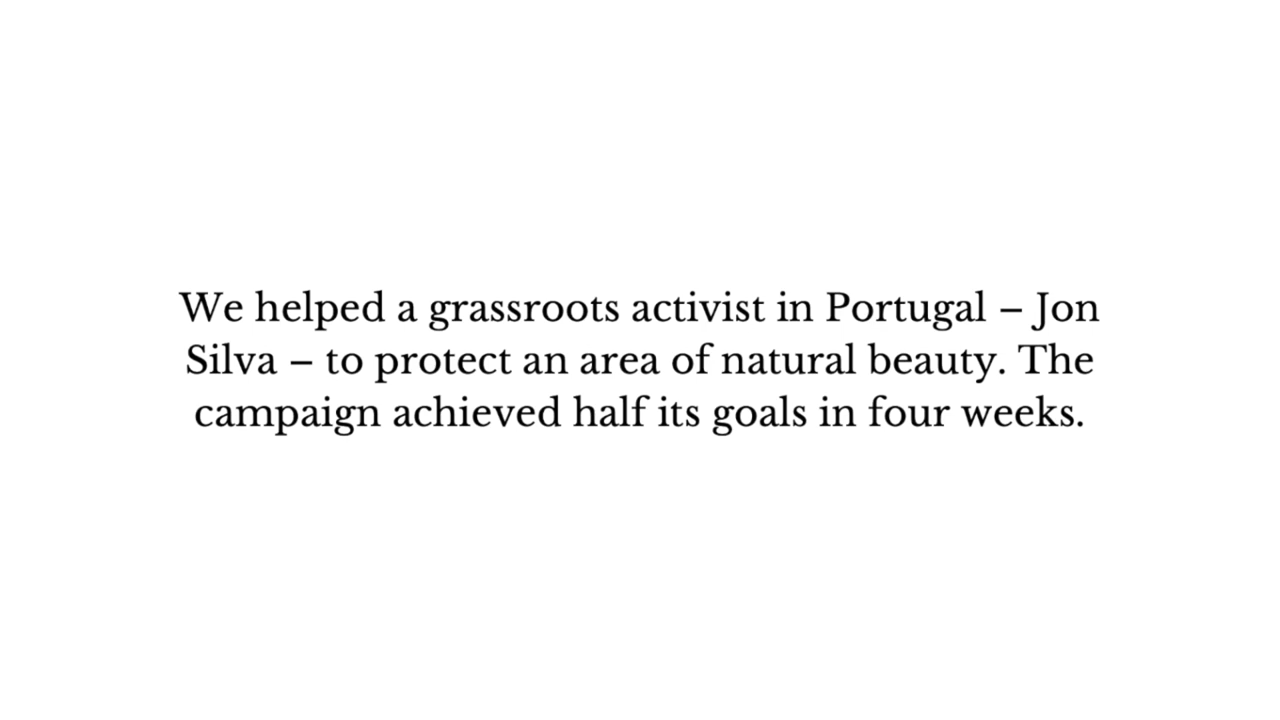 We helped a grassroots activist in Portugal – Jon
Silva – to protect an area of natural beauty. The
campaign achieved half its goals in four weeks.